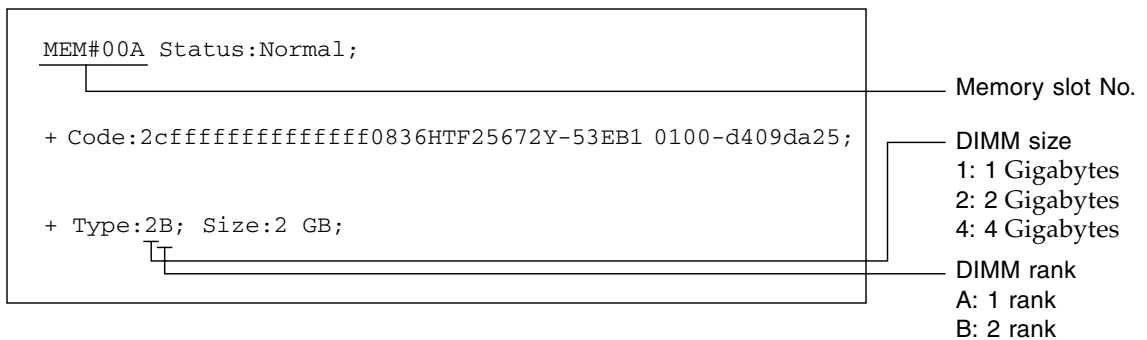 MEM#00A Status:Normal;
Memory slot No.
+ Code:2cffffffffffffff0836HTF25672Y-53EB1 0100-d409da25;
DIMM size
1: 1 Gigabytes
2: 2 Gigabytes
4: 4 Gigabytes
+ Type:2B; Size:2 GB;
DIMM rank
A: 1 rank
B: 2 rank